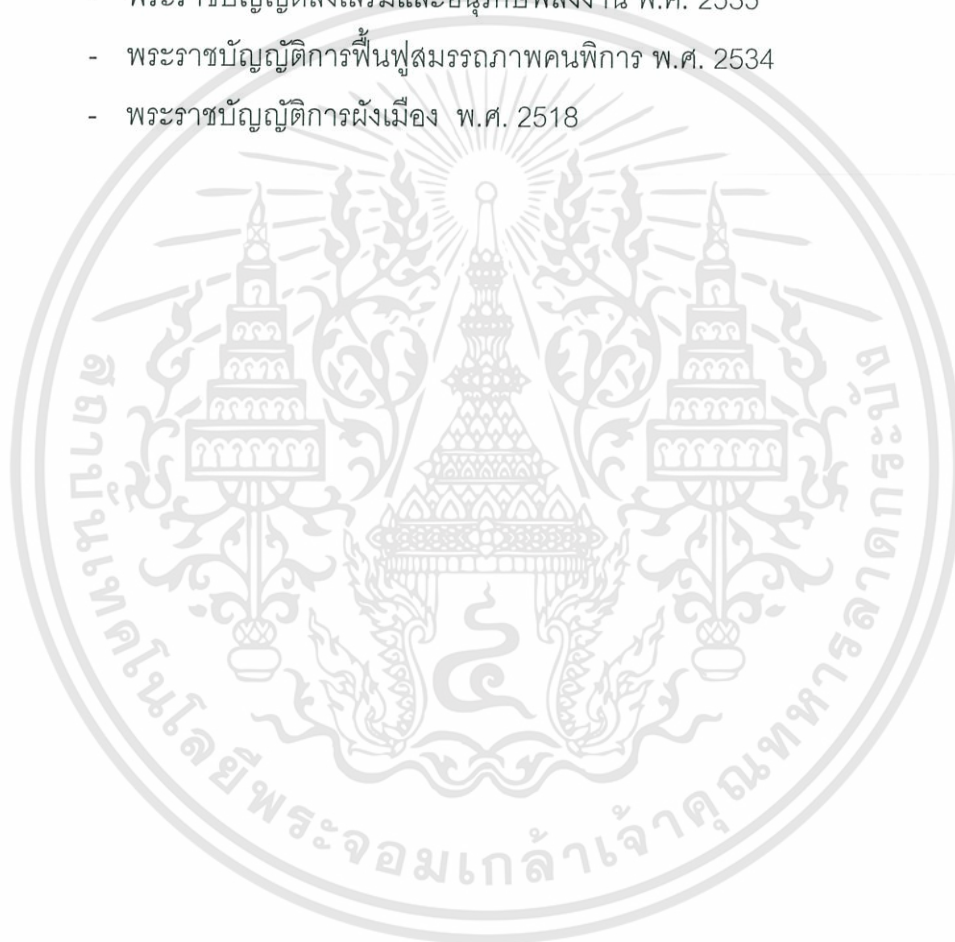 พระราชบัญญัติส่งเสริมและอนุรักษ์พลังงาน พ.ศ. 2535
- พระราชบัญญัติการฟื้นฟูสมรรถภาพคนพิการ พ.ศ. 2534
- พระราชบัญญัติการผังเมือง พ.ศ. 2518
สถาบันเทคโนโลยีพระจอมเกล้าเจ้าคุณทหารลาดกระบัง
๔